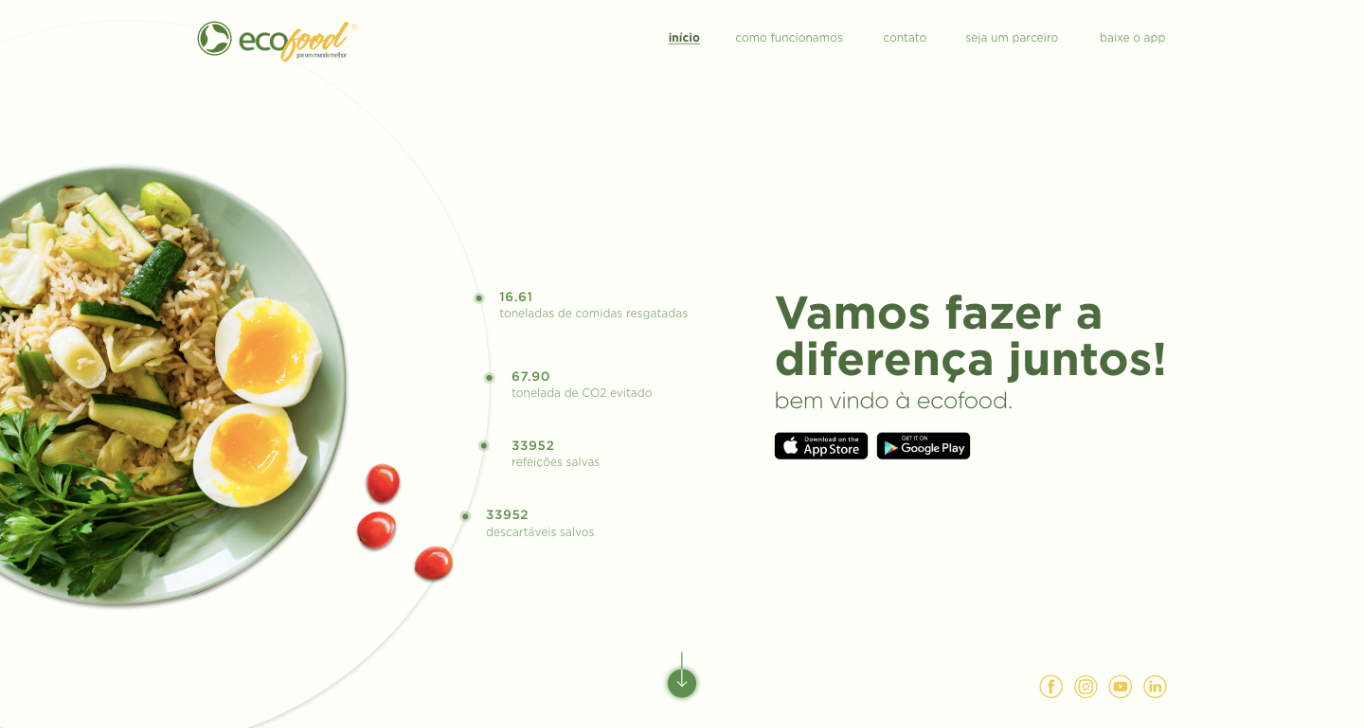 ecofood
por um mundo melhor
início
como funcionamos
contato
seja um parceiro
baixe o app
16.61
toneladas de comidas resgatadas
67.90
tonelada de CO2 evitado
33952
refeições salvas
33952
descartáveis salvos
Vamos fazer a
diferença juntos!
bem vindo à ecofood.
Download on the
App Store
GET IT ON
Google Play